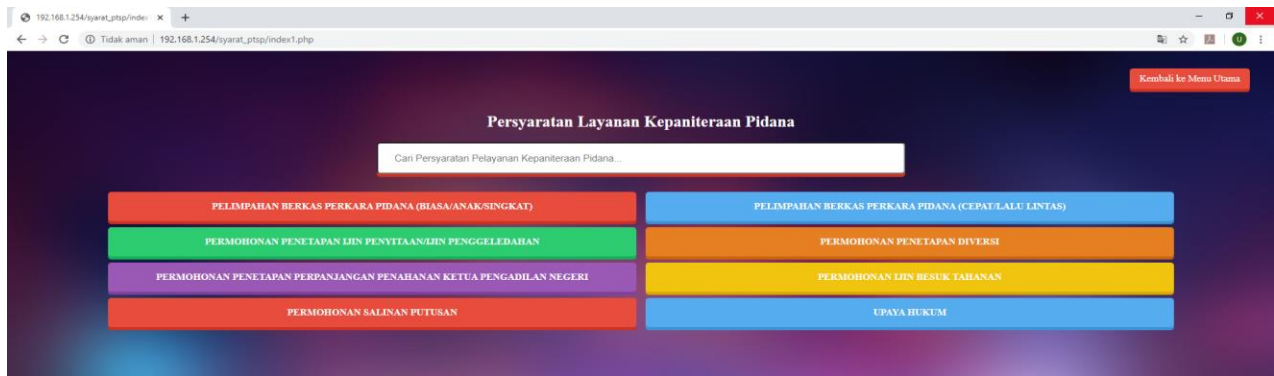 192.168.1.254/syarat_ptsp/index
Tidak aman | 192.168.1.254/syarat_ptsp/index1.php
U
Kembali ke Menu Utama
Persyaratan Layanan Kepaniteraan Pidana
Cari Persyaratan Pelayanan Kepaniteraan Pidana...
PELIMPAHAN BERKAS PERKARA PIDANA (BIASA/ANAK/SINGKAT)
PELIMPAHAN BERKAS PERKARA PIDANA (CEPAT/LALU LINTAS)
PERMOHONAN PENETAPAN IJIN PENYITAAN/IJIN PENGGELEDAHAN
PERMOHONAN PENETAPAN DIVERSI
PERMOHONAN PENETAPAN PERPANJANGAN PENAHANAN KETUA PENGADILAN NEGERI
PERMOHONAN IJIN BESUK TAHANAN
PERMOHONAN SALINAN PUTUSAN
UPAYA HUKUM